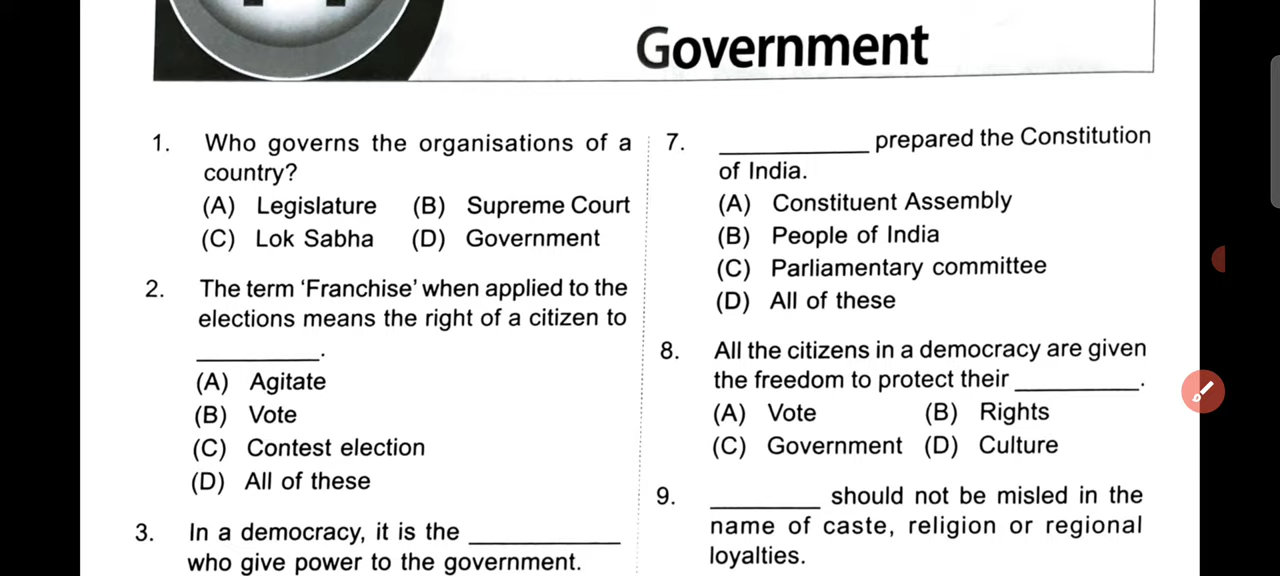 Government
1. Who governs the organisations of a
country?
(A) Legislature (B) Supreme Court
(C) Lok Sabha (D) Government
2. The term ‘Franchise’ when applied to the
elections means the right of a citizen to
____________.
(A) Agitate
(B) Vote
(C) Contest election
(D) All of these
3. In a democracy, it is the ____________
who give power to the government.
7. ____________ prepared the Constitution
of India.
(A) Constituent Assembly
(B) People of India
(C) Parliamentary committee
(D) All of these
8. All the citizens in a democracy are given
the freedom to protect their __________.
(A) Vote (B) Rights
(C) Government (D) Culture
9. _________ should not be misled in the
name of caste, religion or regional
loyalties.